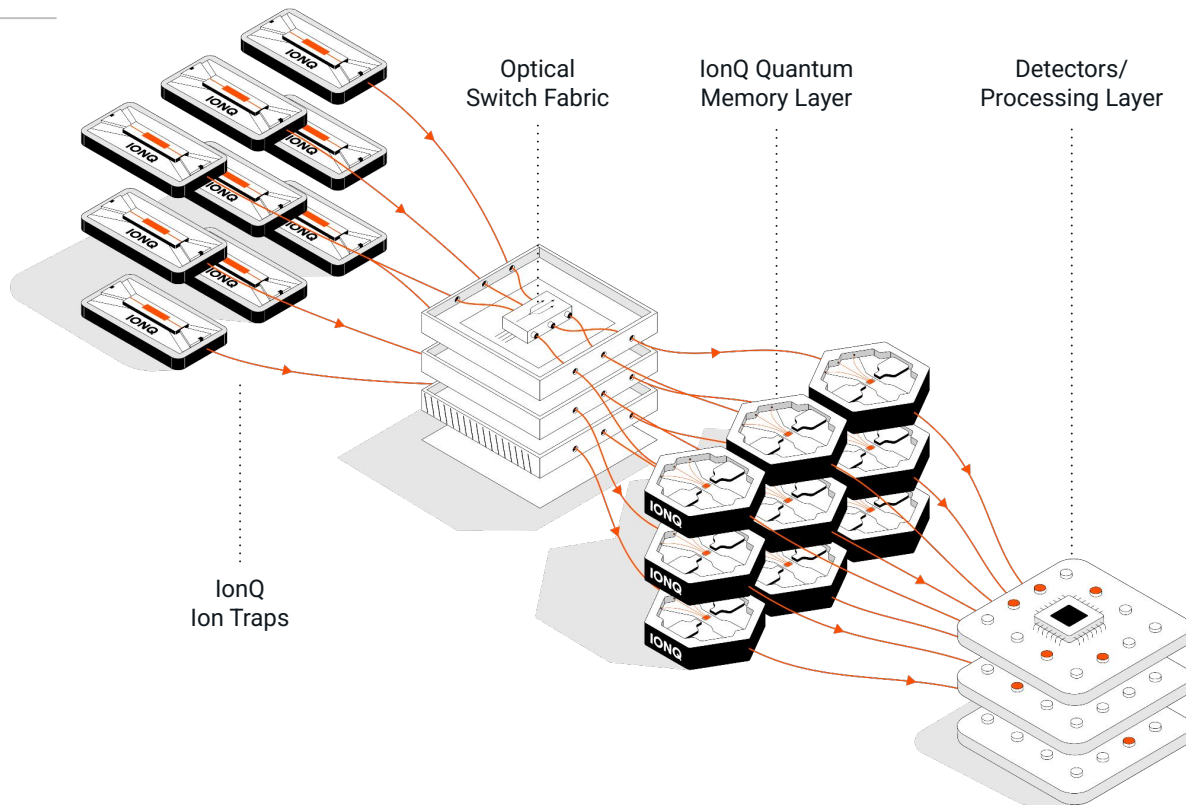 IONQ
IONQ
IONQ
IONQ
IONQ
IONQ
IONQ
IONQ
Optical
Switch Fabric
IonQ Quantum
Memory Layer
Detectors/
Processing Layer
IONQ
IONQ
IONQ
IonQ
Ion Traps